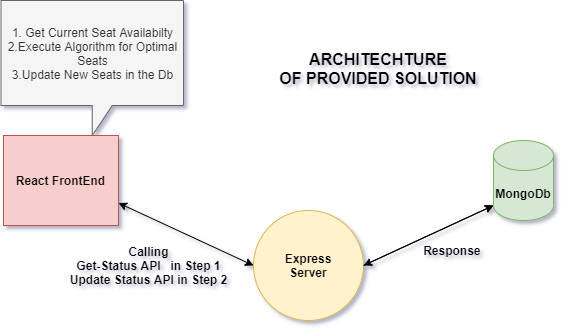 1. Get Current Seat Availabilty
2.Execute Algorithm for Optimal
Seats
3.Update New Seats in the Db
ARCHITECHTURE
OF PROVIDED SOLUTION
React FrontEnd
MongoDb
Calling
Get-Status API in Step 1
Update Status API in Step 2
Express
Server
Response